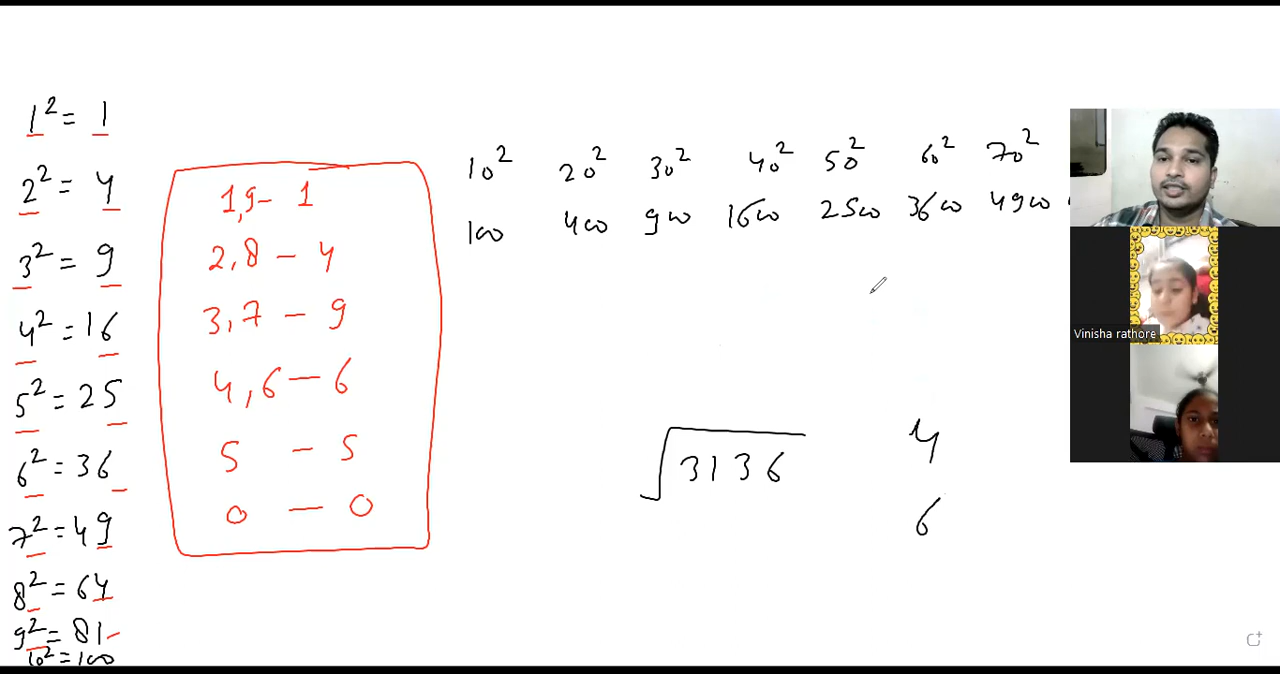 1² = 1
2² = 4
3² = 9
4² = 16
5² = 25
6² = 36
7² = 49
8² = 64
9² = 81
10² = 100
1,9 - 1
2,8 - 4
3,7 - 9
4,6 - 6
5 - 5
0 - 0
10² 20² 30² 40² 50² 60² 70²
100 400 900 1600 2500 3600 4900
√3136
4
6
Vinisha rathore